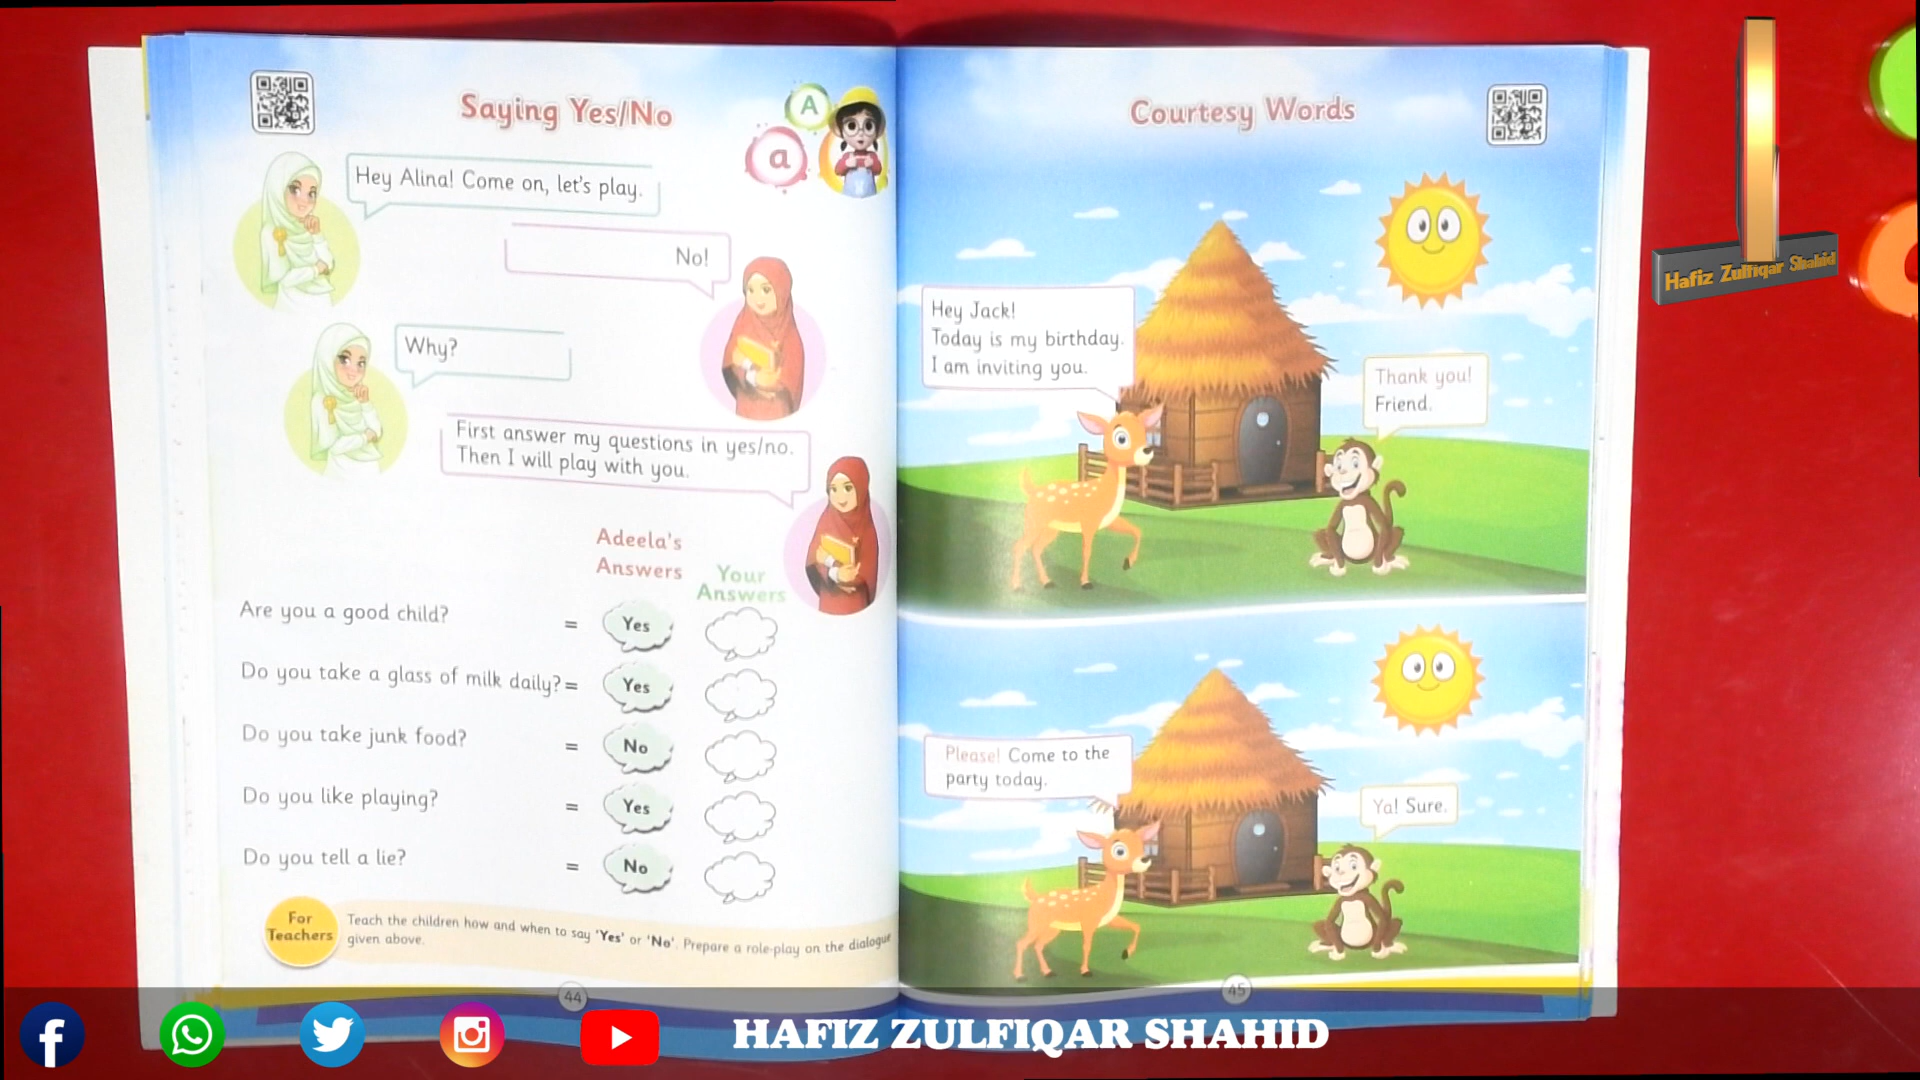 Saying Yes/No
A
a
Hey Alina! Come on, let's play.
No!
Why?
First answer my questions in yes/no.
Then I will play with you.
Adeela's
Answers
Your
Answers
Are you a good child? = Yes
Do you take a glass of milk daily? = Yes
Do you take junk food? = No
Do you like playing? = Yes
Do you tell a lie? = No
For
Teachers
Teach the children how and when to say 'Yes' or 'No'. Prepare a role-play on the dialogue
given above.
44
Courtesy Words
Hey Jack!
Today is my birthday.
I am inviting you.
Thank you!
Friend.
Please! Come to the
party today.
Ya! Sure.
45
Hafiz Zulfiqar Shahid
HAFIZ ZULFIQAR SHAHID